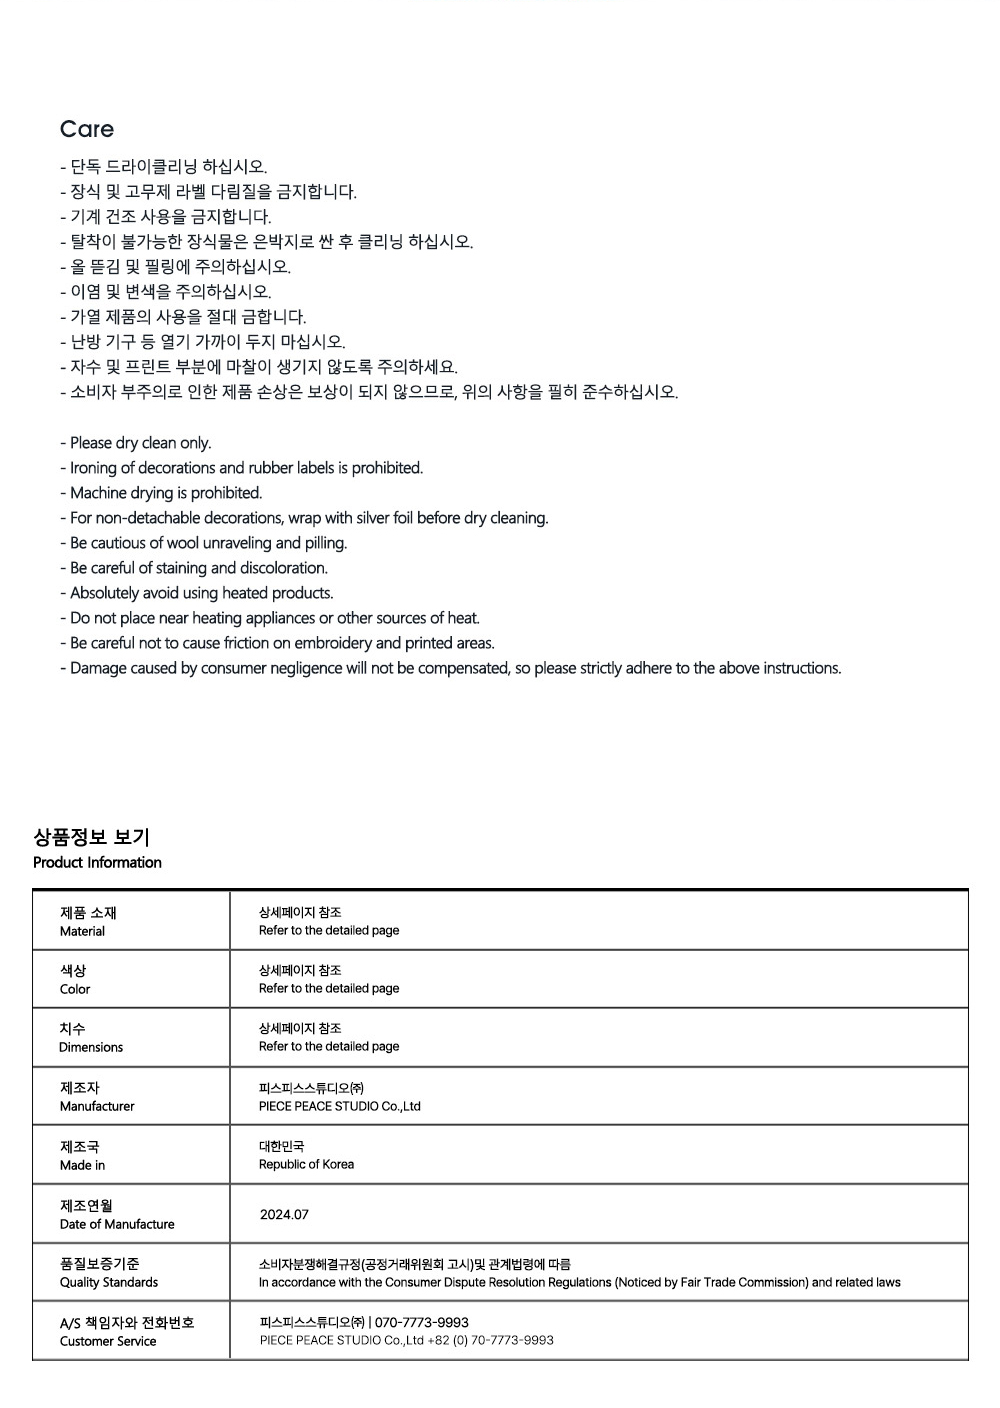 Care
- 단독 드라이클리닝 하십시오.
- 장식 및 고무제 라벨 다림질을 금지합니다.
- 기계 건조 사용을 금지합니다.
- 탈착이 불가능한 장식물은 은박지로 싼 후 클리닝 하십시오.
- 올 뜯김 및 필링에 주의하십시오.
- 이염 및 변색을 주의하십시오.
- 가열 제품의 사용을 절대 금합니다.
- 난방 기구 등 열기 가까이 두지 마십시오.
- 자수 및 프린트 부분에 마찰이 생기지 않도록 주의하세요.
- 소비자 부주의로 인한 제품 손상은 보상이 되지 않으므로, 위의 사항을 필히 준수하십시오.
- Please dry clean only.
- Ironing of decorations and rubber labels is prohibited.
- Machine drying is prohibited.
- For non-detachable decorations, wrap with silver foil before dry cleaning.
- Be cautious of wool unraveling and pilling.
- Be careful of staining and discoloration.
- Absolutely avoid using heated products.
- Do not place near heating appliances or other sources of heat.
- Be careful not to cause friction on embroidery and printed areas.
- Damage caused by consumer negligence will not be compensated, so please strictly adhere to the above instructions.
상품정보 보기
Product Information
제품 소재
Material
상세페이지 참조
Refer to the detailed page
색상
Color
상세페이지 참조
Refer to the detailed page
치수
Dimensions
상세페이지 참조
Refer to the detailed page
제조자
Manufacturer
피스피스스튜디오㈜
PIECE PEACE STUDIO Co.,Ltd
제조국
Made in
대한민국
Republic of Korea
제조연월
Date of Manufacture
2024.07
품질보증기준
Quality Standards
소비자분쟁해결규정(공정거래위원회 고시)및 관계법령에 따름
In accordance with the Consumer Dispute Resolution Regulations (Noticed by Fair Trade Commission) and related laws
A/S 책임자와 전화번호
Customer Service
피스피스스튜디오㈜ | 070-7773-9993
PIECE PEACE STUDIO Co.,Ltd +82 (0) 70-7773-9993